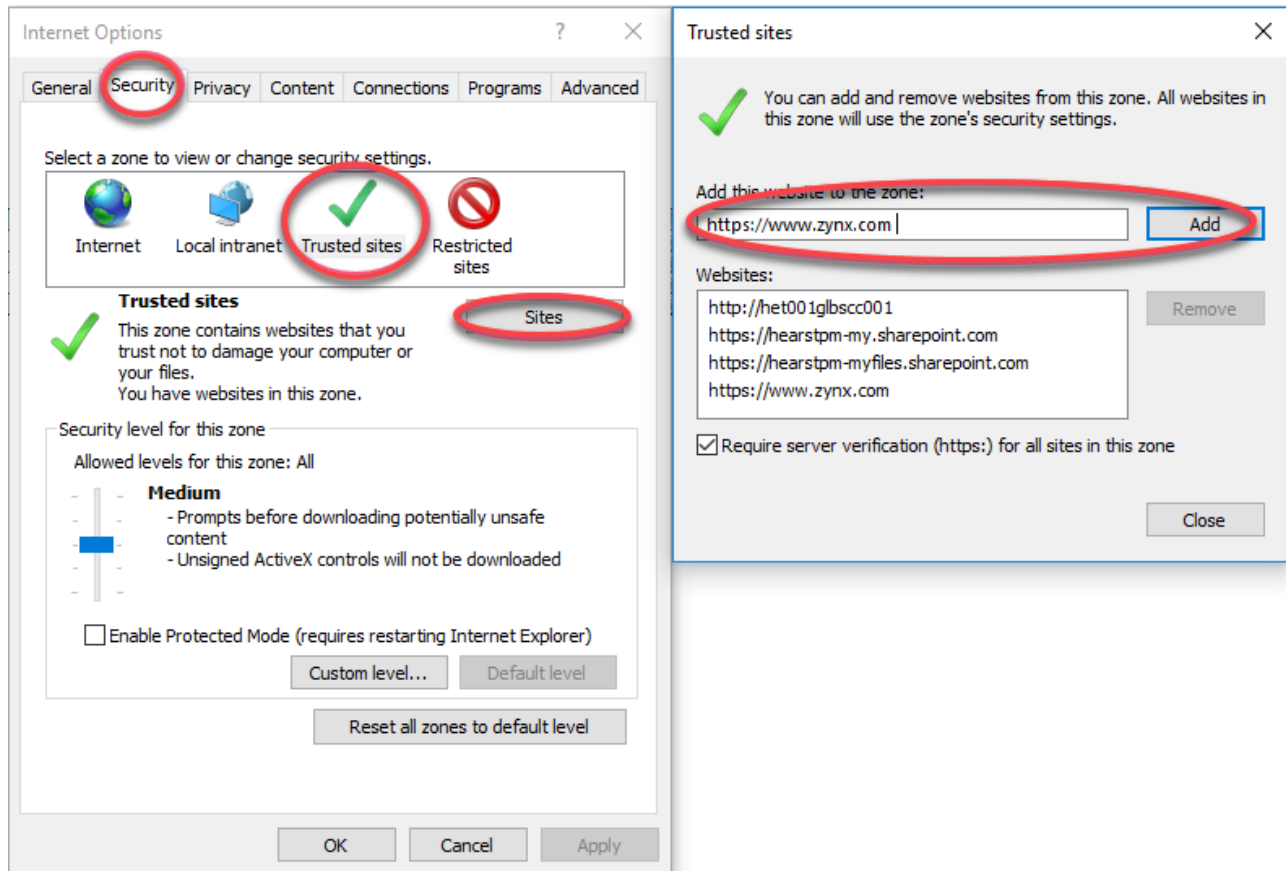 Internet Options
?
General Security Privacy Content Connections Programs Advanced
Select a zone to view or change security settings.
Internet
Local intranet
Trusted sites
Restricted
sites
Trusted sites
This zone contains websites that you
trust not to damage your computer or
your files.
You have websites in this zone.
Sites
Security level for this zone
Allowed levels for this zone: All
Medium
- Prompts before downloading potentially unsafe
content
- Unsigned ActiveX controls will not be downloaded
Enable Protected Mode (requires restarting Internet Explorer)
Custom level...
Default level
Reset all zones to default level
OK
Cancel
Apply
Trusted sites
You can add and remove websites from this zone. All websites in
this zone will use the zone's security settings.
Add this website to the zone:
https://www.zynx.com
Add
Websites:
http://het001glbscc001
https://hearstpm-my.sharepoint.com
https://hearstpm-myfiles.sharepoint.com
https://www.zynx.com
Remove
Require server verification (https:) for all sites in this zone
Close